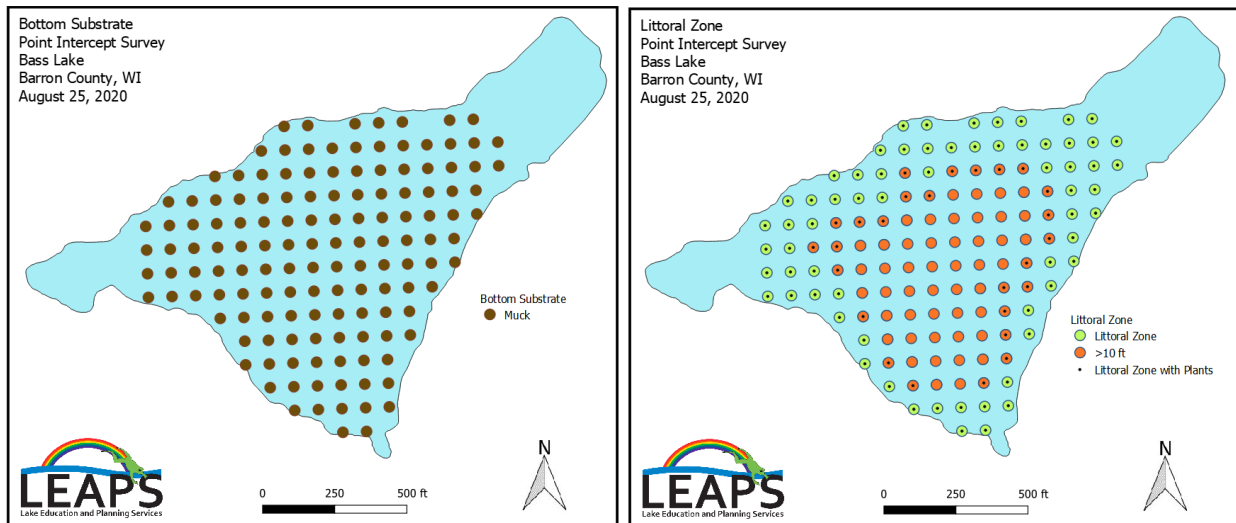 Bottom Substrate
Point Intercept Survey
Bass Lake
Barron County, WI
August 25, 2020
Bottom Substrate
Muck
LEAPS
Lake Education and Planning Services
0 250 500 ft
N
Littoral Zone
Point Intercept Survey
Bass Lake
Barron County, WI
August 25, 2020
Littoral Zone
Littoral Zone
>10 ft
Littoral Zone with Plants
LEAPS
Lake Education and Planning Services
0 250 500 ft
N